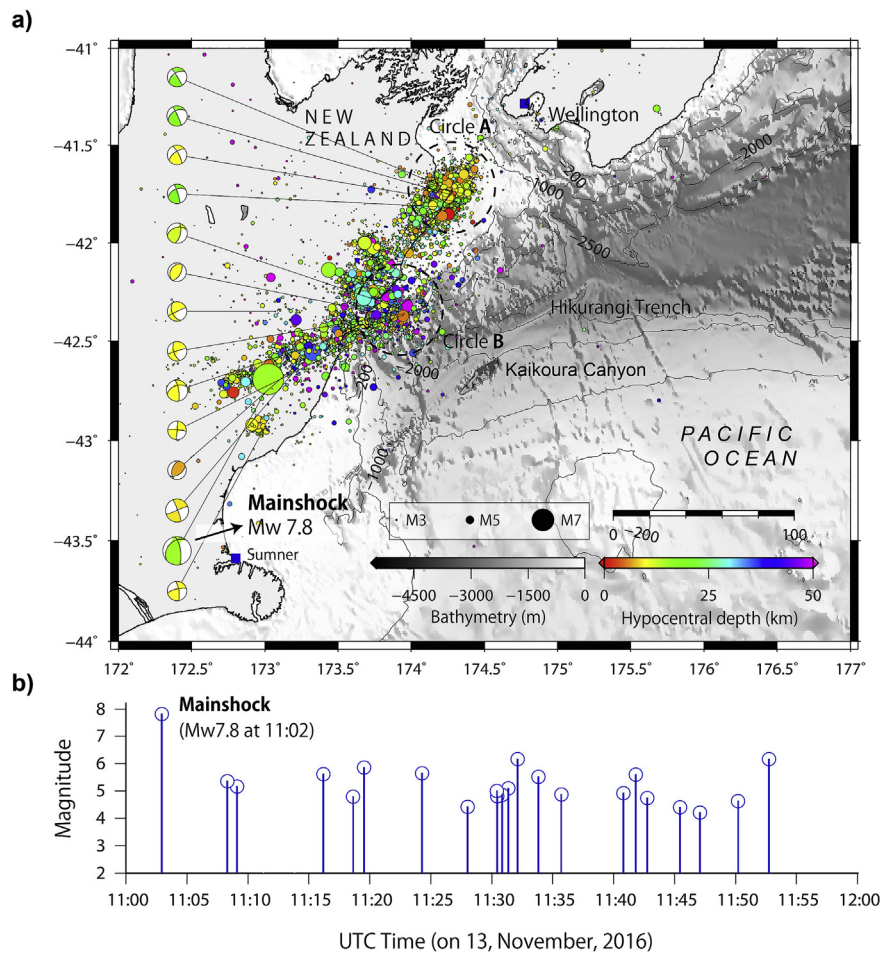 a)
−41°
−41.5°
−42°
−42.5°
−43°
−43.5°
−44°
NEW
ZEALAND
Circle A
Wellington
200
1000
−2000
−2500
Hikurangi Trench
Circle B
−2000
200
Kaikoura Canyon
−1000
PACIFIC
OCEAN
Mainshock
Mw 7.8
Sumner
M3 M5 M7
0 100
−200
−4500 −3000 −1500 0
Bathymetry (m)
0 25 50
Hypocentral depth (km)
172° 172.5° 173° 173.5° 174° 174.5° 175° 175.5° 176° 176.5° 177°
b)
Mainshock
(Mw7.8 at 11:02)
Magnitude
8
7
6
5
4
3
2
11:00 11:05 11:10 11:15 11:20 11:25 11:30 11:35 11:40 11:45 11:50 11:55 12:00
UTC Time (on 13, November, 2016)